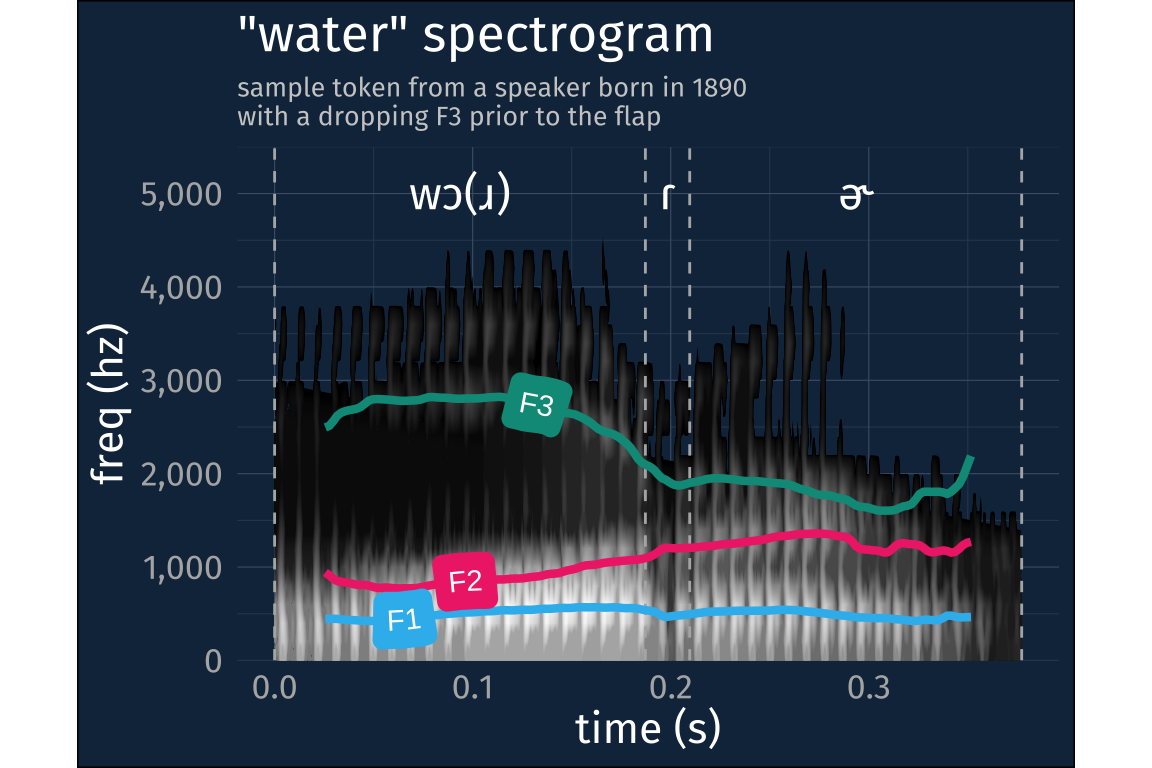 "water" spectrogram
sample token from a speaker born in 1890
with a dropping F3 prior to the flap
wɔ(ɹ) ɾ ɚ
5,000
4,000
3,000
2,000
1,000
0
freq (hz)
F3
F2
F1
0.0 0.1 0.2 0.3
time (s)